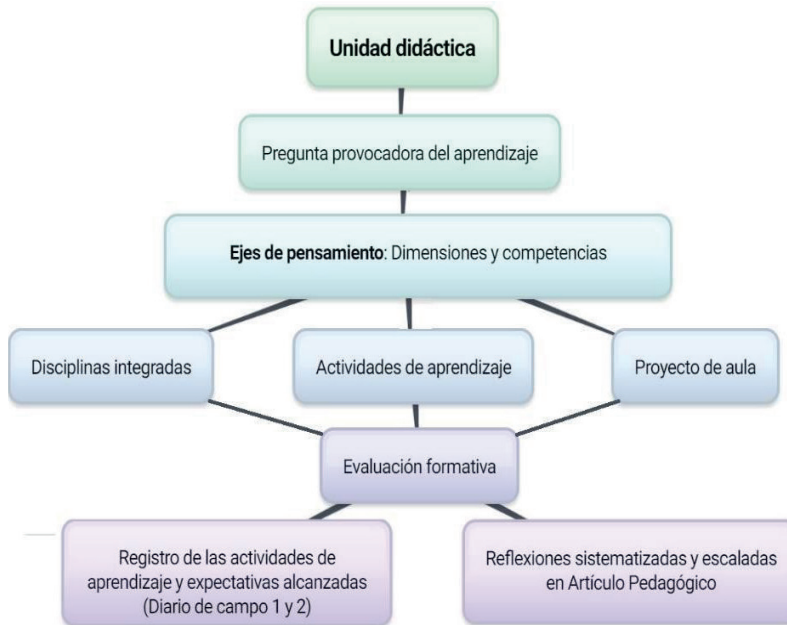 Unidad didáctica
Pregunta provocadora del aprendizaje
Ejes de pensamiento: Dimensiones y competencias
Disciplinas integradas
Actividades de aprendizaje
Proyecto de aula
Evaluación formativa
Registro de las actividades de
aprendizaje y expectativas alcanzadas
(Diario de campo 1 y 2)
Reflexiones sistematizadas y escaladas
en Artículo Pedagógico